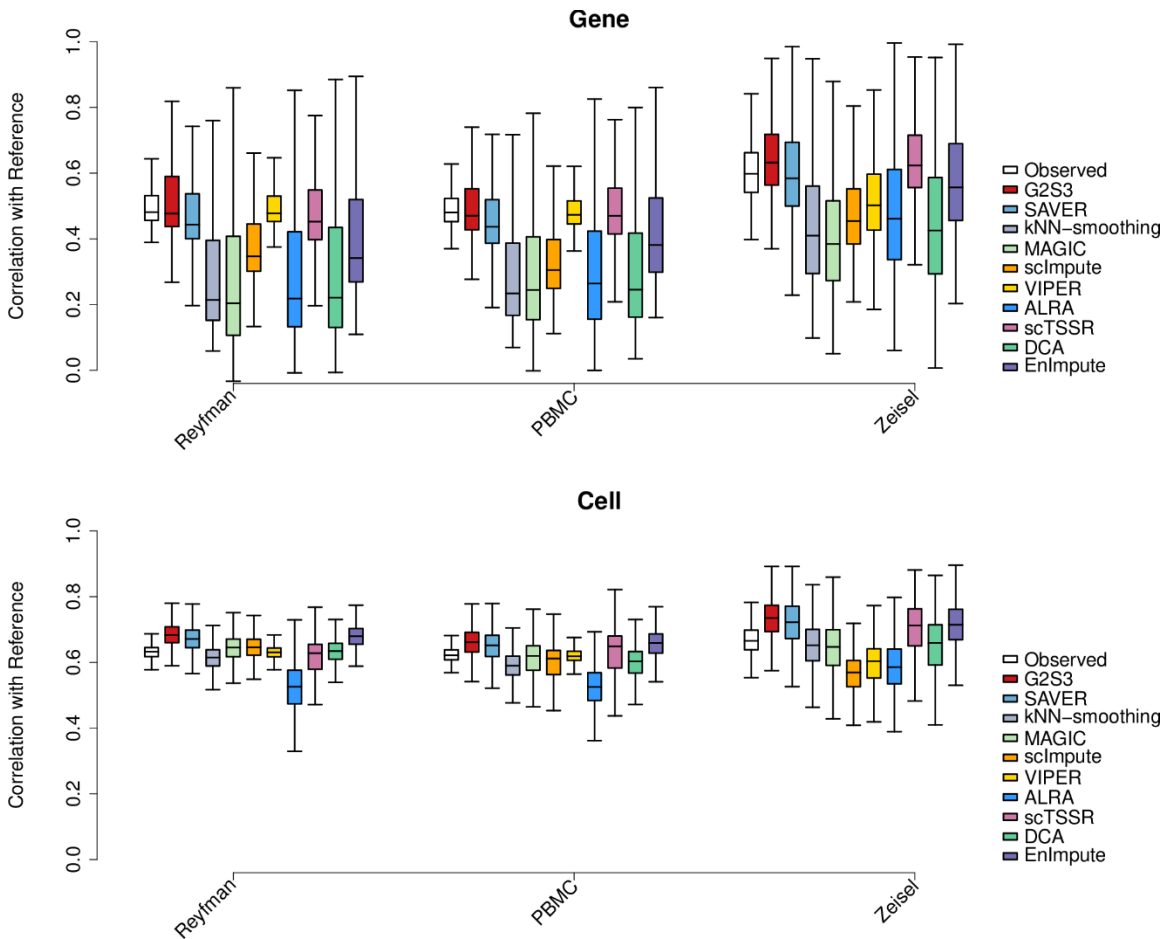 Gene
Correlation with Reference
1.0
0.8
0.6
0.4
0.2
0.0
Reyfman
PBMC
Zeisel
Observed
G2S3
SAVER
kNN−smoothing
MAGIC
scImpute
VIPER
ALRA
scTSSR
DCA
EnImpute
Cell
Correlation with Reference
1.0
0.8
0.6
0.4
0.2
0.0
Reyfman
PBMC
Zeisel
Observed
G2S3
SAVER
kNN−smoothing
MAGIC
scImpute
VIPER
ALRA
scTSSR
DCA
EnImpute